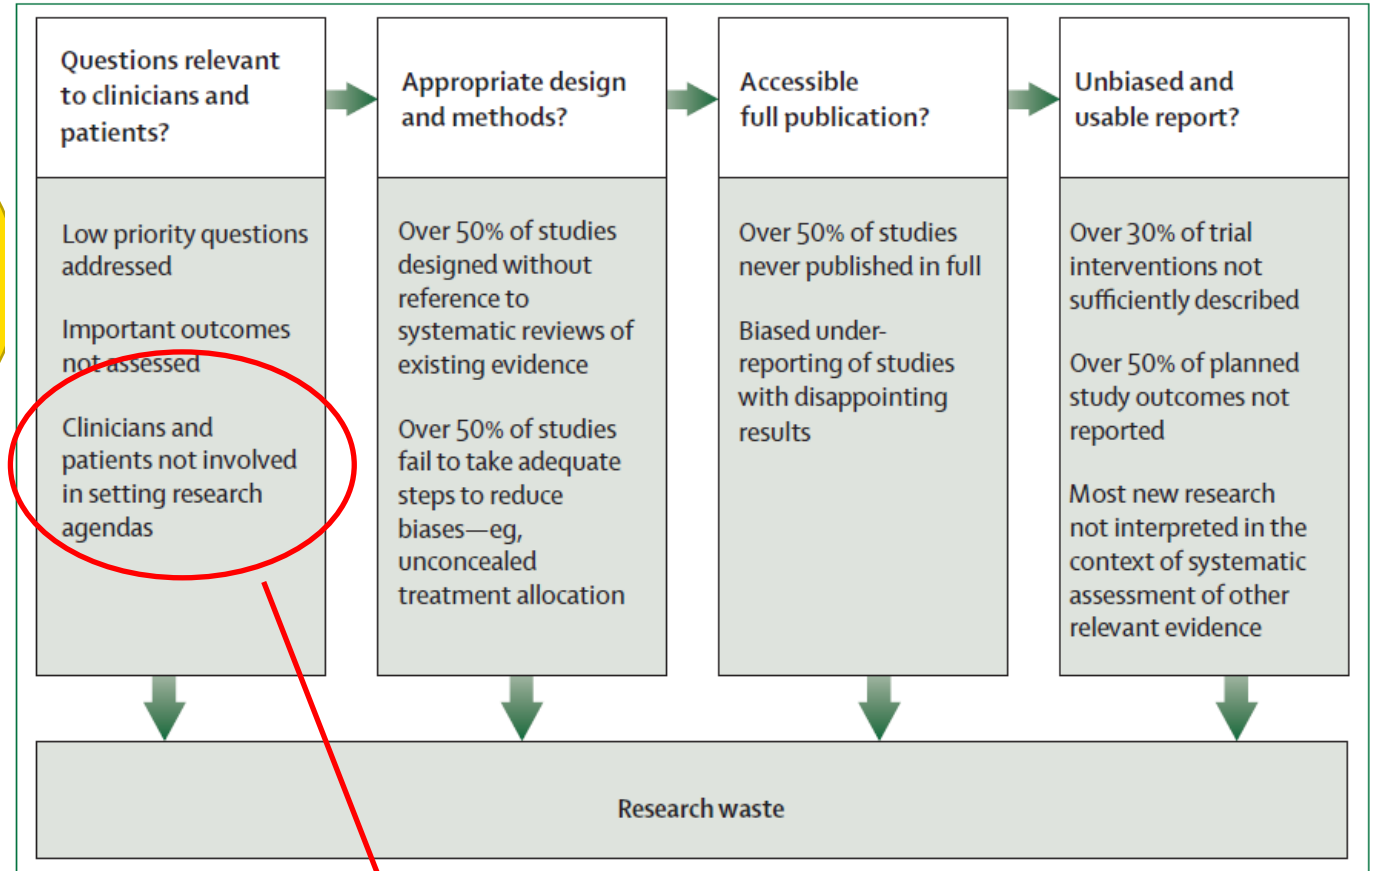 Questions relevant
to clinicians and
patients?
Low priority questions
addressed
Important outcomes
not assessed
Clinicians and
patients not involved
in setting research
agendas
Appropriate design
and methods?
Over 50% of studies
designed without
reference to
systematic reviews of
existing evidence
Over 50% of studies
fail to take adequate
steps to reduce
biases—eg,
unconcealed
treatment allocation
Accessible
full publication?
Over 50% of studies
never published in full
Biased under-
reporting of studies
with disappointing
results
Unbiased and
usable report?
Over 30% of trial
interventions not
sufficiently described
Over 50% of planned
study outcomes not
reported
Most new research
not interpreted in the
context of systematic
assessment of other
relevant evidence
Research waste